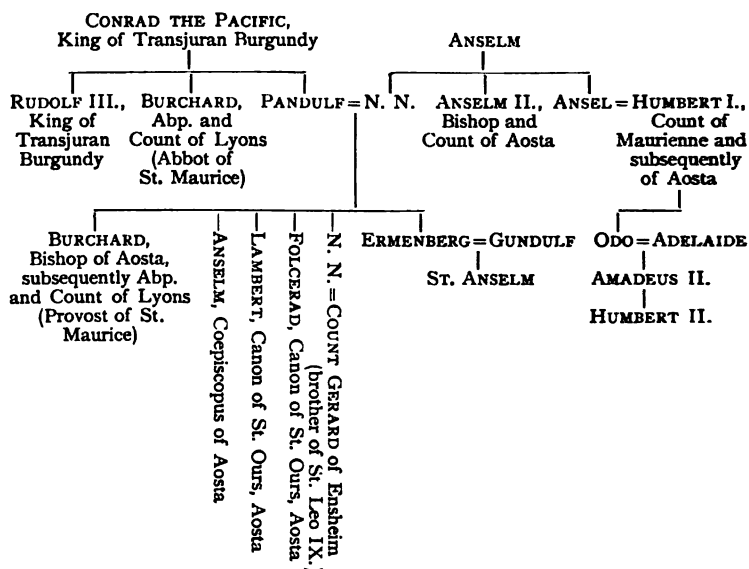 CONRAD THE PACIFIC,
King of Transjuran Burgundy
ANSELM
RUDOLF III.,
King of
Transjuran
Burgundy
BURCHARD,
Abp. and
Count of Lyons
(Abbot of
St. Maurice)
PANDULF = N. N.
ANSELM II.,
Bishop and
Count of Aosta
ANSEL = HUMBERT I.,
Count of
Maurienne and
subsequently
of Aosta
BURCHARD,
Bishop of Aosta,
subsequently Abp.
and Count of Lyons
(Provost of St.
Maurice)
ANSELM, Coepiscopus of Aosta
LAMBERT, Canon of St. Ours, Aosta
FOLCERAD, Canon of St. Ours, Aosta
N. N. = COUNT GERARD of Ensheim
(brother of St. Leo IX.)
ERMENBERG = GUNDULF
ST. ANSELM
ODO = ADELAIDE
AMADEUS II.
HUMBERT II.